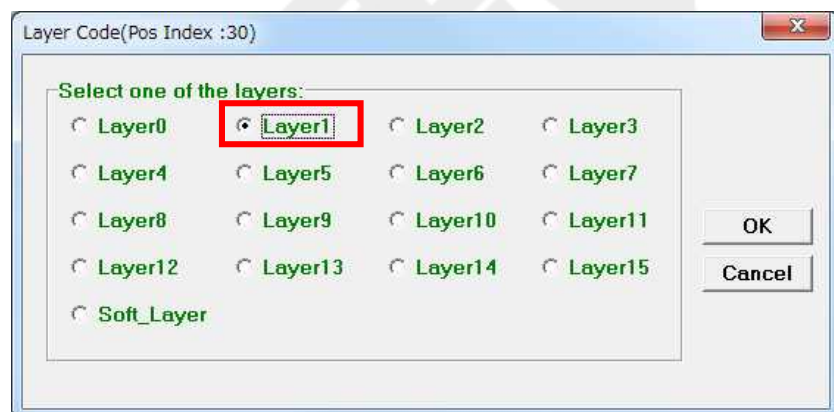 Layer Code(Pos Index :30)
Select one of the layers:
Layer0 Layer1 Layer2 Layer3
Layer4 Layer5 Layer6 Layer7
Layer8 Layer9 Layer10 Layer11
OK
Layer12 Layer13 Layer14 Layer15
Cancel
Soft_Layer